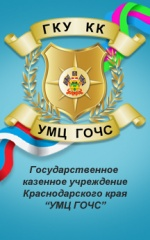 ГКУ КК
УМЦ ГОЧС
Государственное
казенное учреждение
Краснодарского края
“УМЦ ГОЧС”